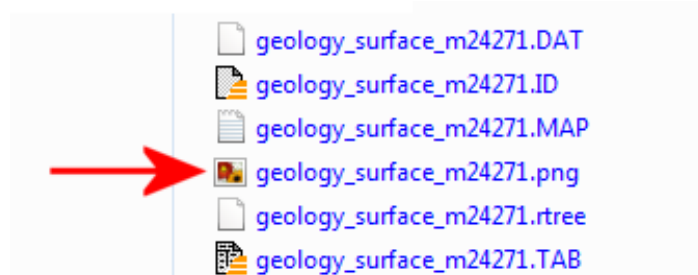 geology_surface_m24271.DAT
geology_surface_m24271.ID
geology_surface_m24271.MAP
geology_surface_m24271.png
geology_surface_m24271.rtree
geology_surface_m24271.TAB